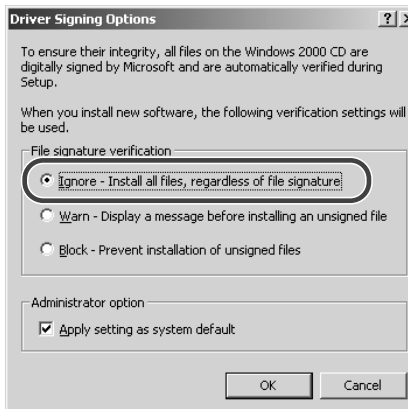 Driver Signing Options
To ensure their integrity, all files on the Windows 2000 CD are
digitally signed by Microsoft and are automatically verified during
Setup.
When you install new software, the following verification settings will
be used.
File signature verification
Ignore - Install all files, regardless of file signature
Warn - Display a message before installing an unsigned file
Block - Prevent installation of unsigned files
Administrator option
Apply setting as system default
OK Cancel